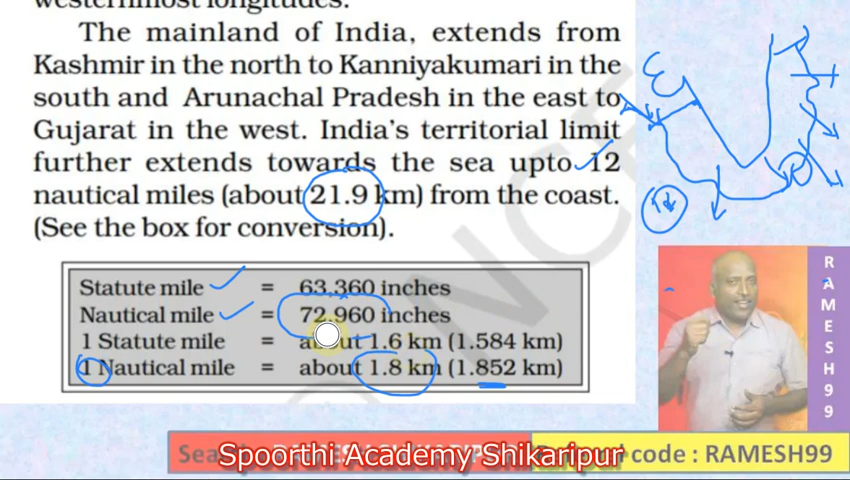 westernmost longitudes.
The mainland of India, extends from
Kashmir in the north to Kanniyakumari in the
south and Arunachal Pradesh in the east to
Gujarat in the west. India's territorial limit
further extends towards the sea upto 12
nautical miles (about 21.9 km) from the coast.
(See the box for conversion).
Statute mile = 63,360 inches
Nautical mile = 72,960 inches
1 Statute mile = about 1.6 km (1.584 km)
1 Nautical mile = about 1.8 km (1.852 km)
12
RAMESH99
Spoorthi Academy Shikaripur
code : RAMESH99